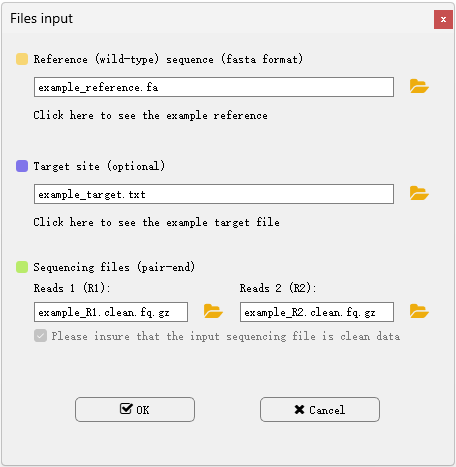 Files input
x
Reference (wild-type) sequence (fasta format)
example_reference.fa
Click here to see the example reference
Target site (optional)
example_target.txt
Click here to see the example target file
Sequencing files (pair-end)
Reads 1 (R1): Reads 2 (R2):
example_R1.clean.fq.gz example_R2.clean.fq.gz
Please insure that the input sequencing file is clean data
OK Cancel